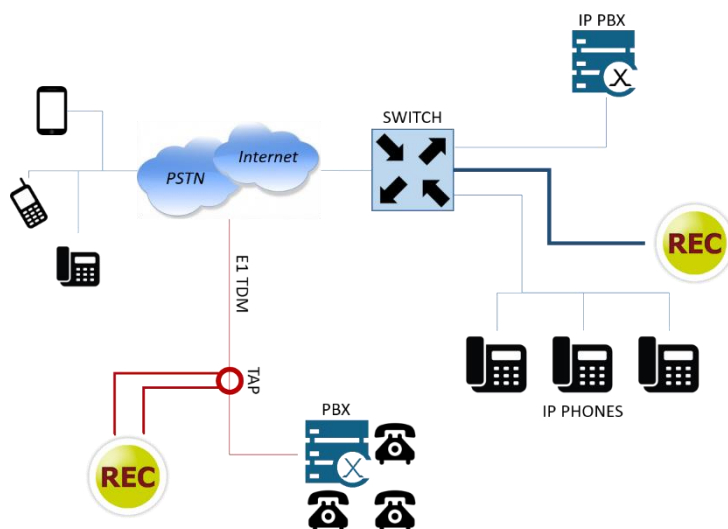 IP PBX
SWITCH
Internet
PSTN
REC
E1 TDM
TAP
IP PHONES
PBX
REC